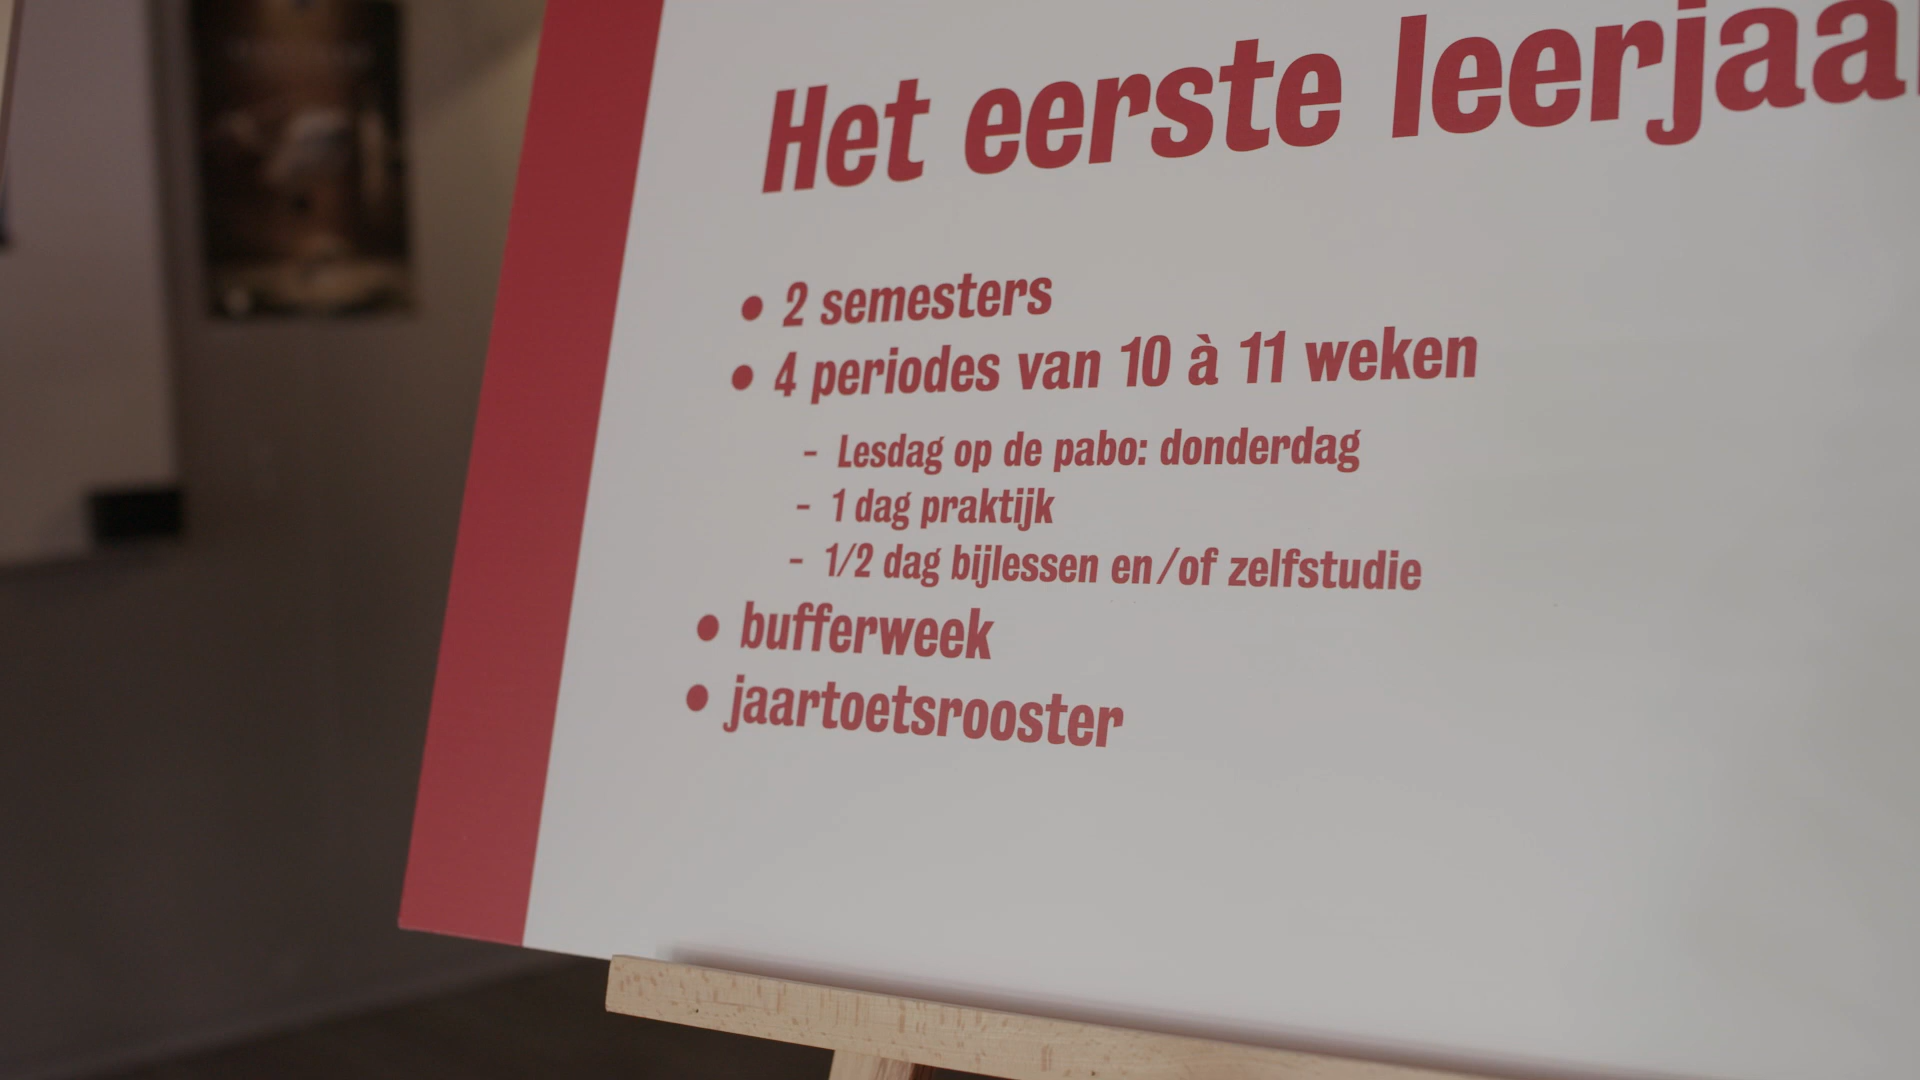 Het eerste leerjaar
• 2 semesters
• 4 periodes van 10 à 11 weken
- Lesdag op de pabo: donderdag
- 1 dag praktijk
- 1/2 dag bijlessen en/of zelfstudie
• bufferweek
• jaartoetsrooster